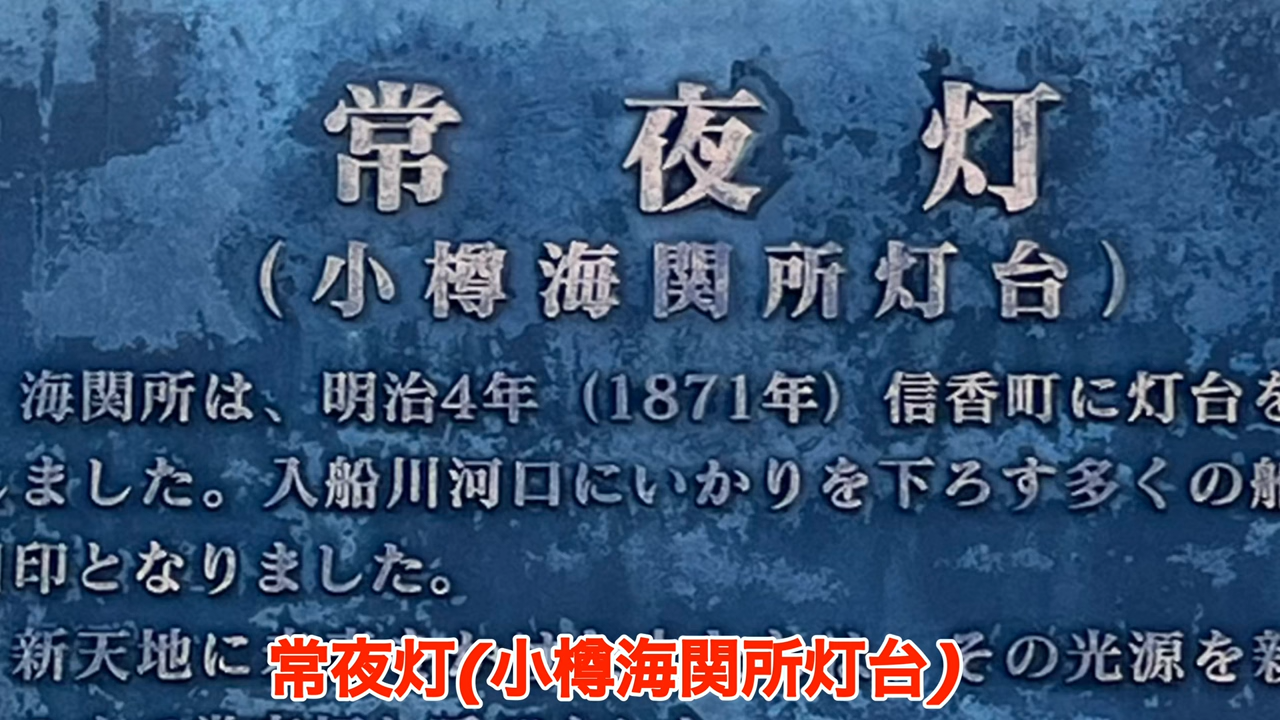 常夜灯
(小樽海関所灯台)
海関所は、明治4年（1871年）信香町に灯台を
しました。入船川河口にいかりを下ろす多くの船
印となりました。
新天地に
その光源を
常夜灯(小樽海関所灯台)